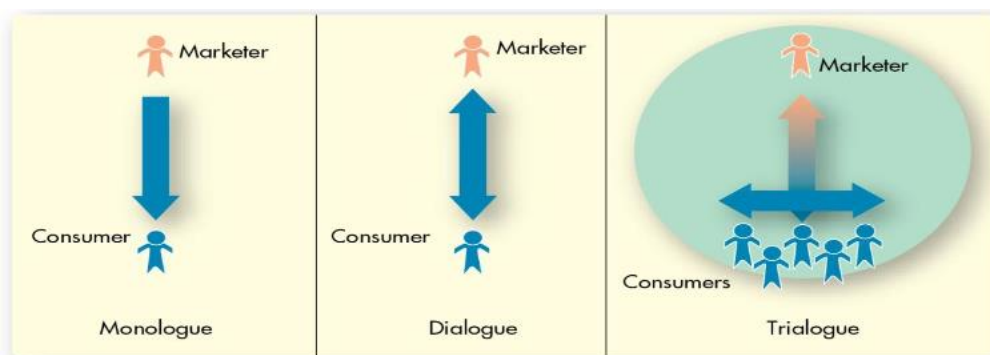 Marketer
Consumer
Monologue
Marketer
Consumer
Dialogue
Marketer
Consumers
Trialogue